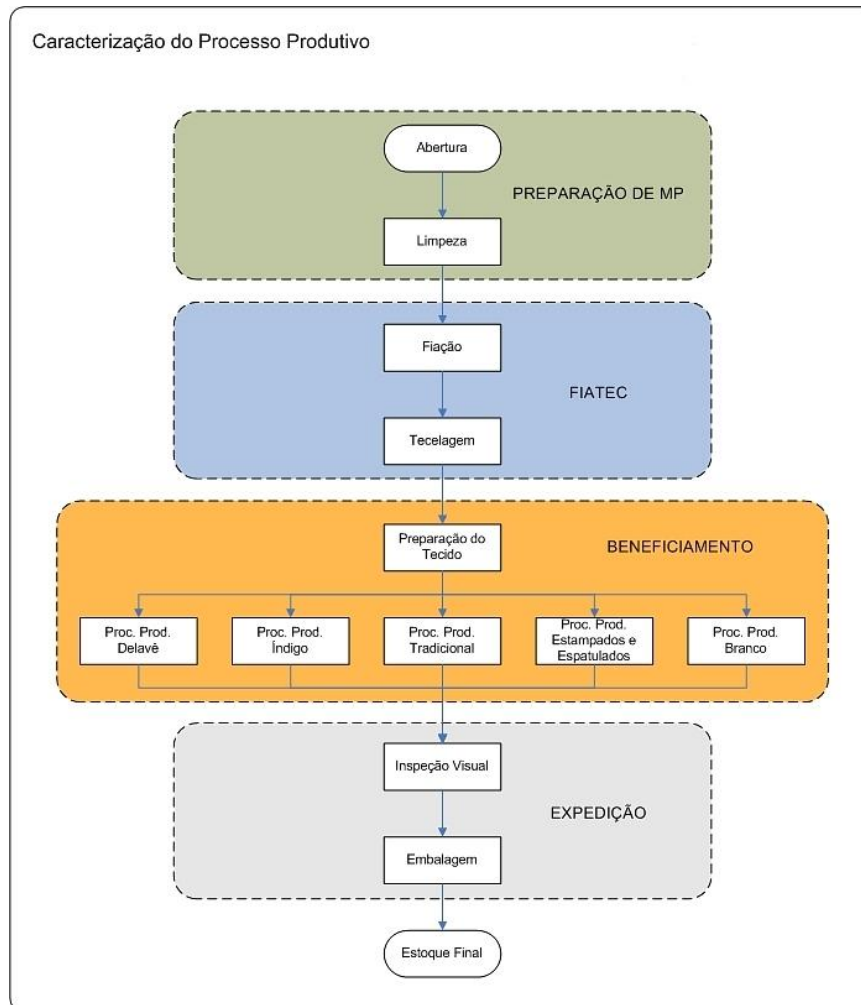 Caracterização do Processo Produtivo
Abertura
PREPARAÇÃO DE MP
Limpeza
Fiação
FIATEC
Tecelagem
Preparação do
Tecido
BENEFICIAMENTO
Proc. Prod.
Delavê
Proc. Prod.
Índigo
Proc. Prod.
Tradicional
Proc. Prod.
Estampados e
Espatulados
Proc. Prod.
Branco
Inspeção Visual
EXPEDIÇÃO
Embalagem
Estoque Final